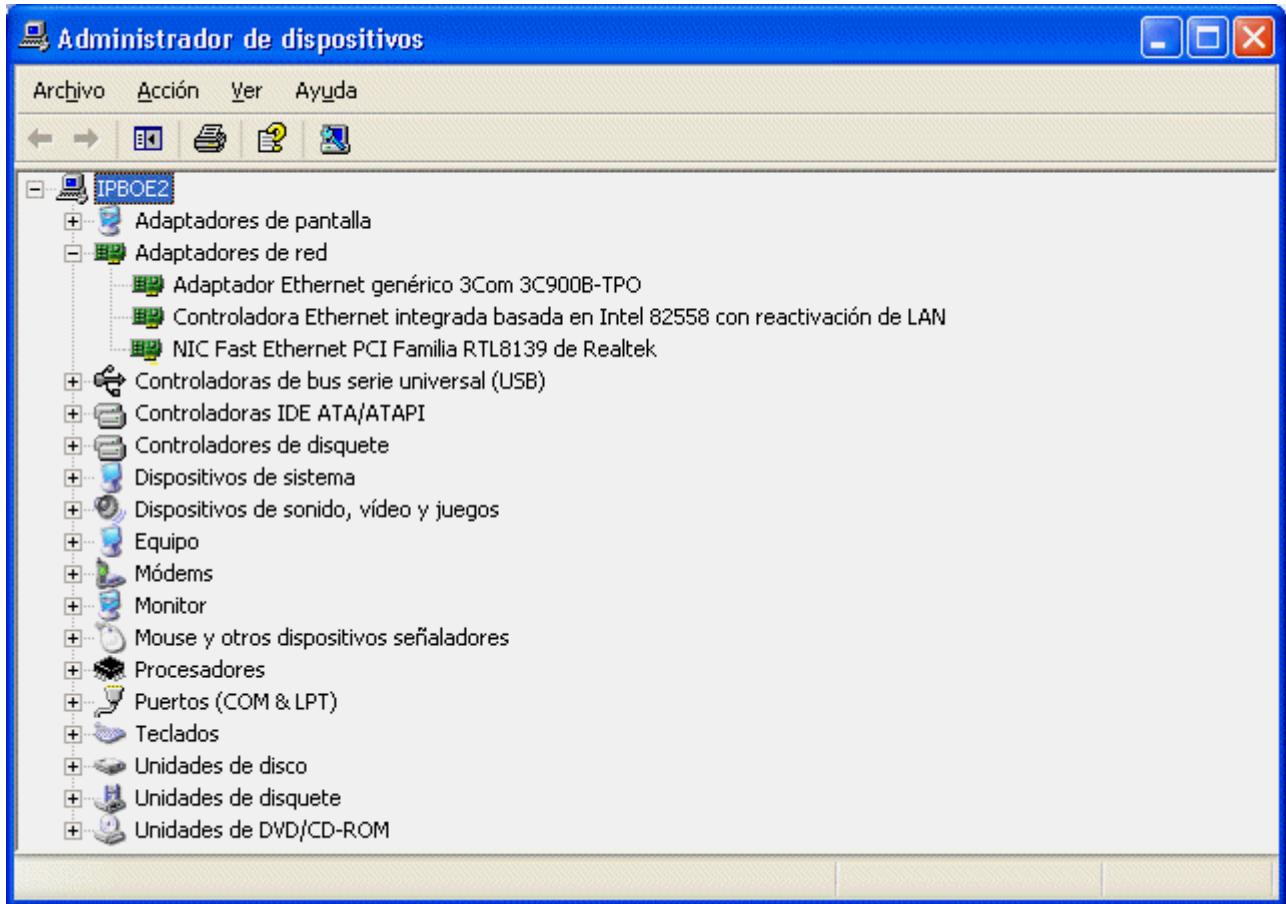 Administrador de dispositivos
Archivo Acción Ver Ayuda
IPBOE2
Adaptadores de pantalla
Adaptadores de red
Adaptador Ethernet genérico 3Com 3C900B-TPO
Controladora Ethernet integrada basada en Intel 82558 con reactivación de LAN
NIC Fast Ethernet PCI Familia RTL8139 de Realtek
Controladoras de bus serie universal (USB)
Controladoras IDE ATA/ATAPI
Controladores de disquete
Dispositivos de sistema
Dispositivos de sonido, vídeo y juegos
Equipo
Módems
Monitor
Mouse y otros dispositivos señaladores
Procesadores
Puertos (COM & LPT)
Teclados
Unidades de disco
Unidades de disquete
Unidades de DVD/CD-ROM